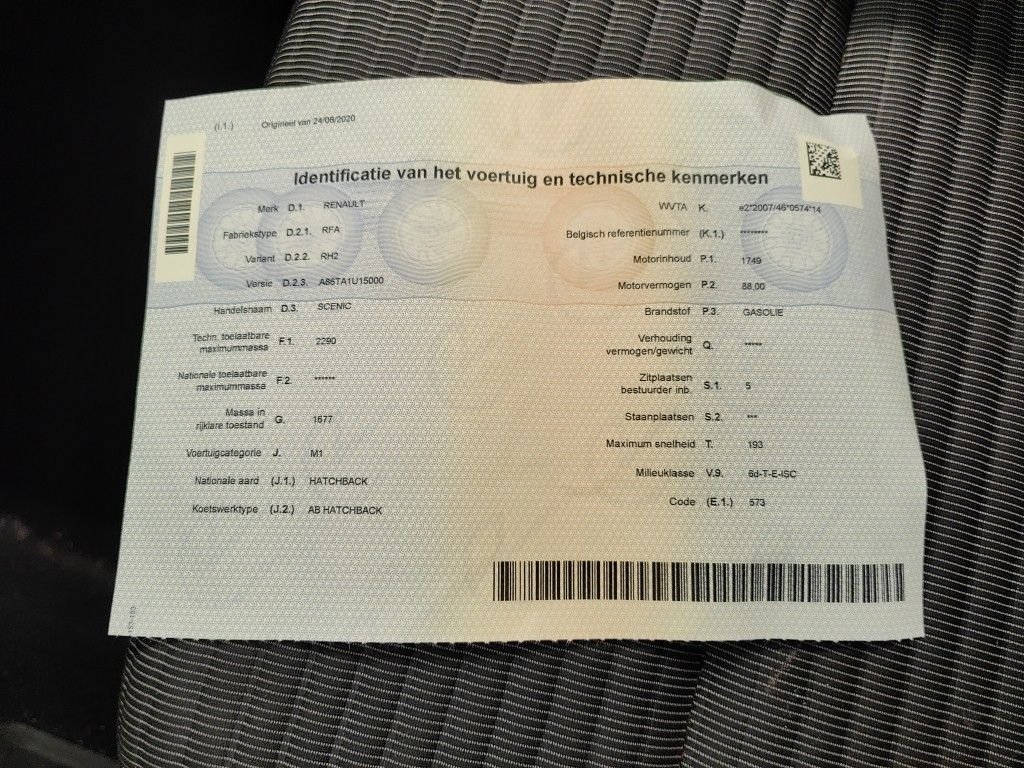 (I.1.) Origineel van 24/06/2020
Identificatie van het voertuig en technische kenmerken
Merk D.1. RENAULT
Fabriekstype D.2.1. RFA
Variant D.2.2. RH2
Versie D.2.3. A86TA1U15000
Handelsnaam D.3. SCENIC
Techn. toelaatbare
maximummassa F.1. 2290
Nationale toelaatbare
maximummassa F.2. ******
Massa in
rijklare toestand G. 1677
Voertuigcategorie J. M1
Nationale aard (J.1.) HATCHBACK
Koetswerktype (J.2.) AB HATCHBACK
WVTA K. e2*2007/46*0574*14
Belgisch referentienummer (K.1.) ********
Motorinhoud P.1. 1749
Motorvermogen P.2. 88,00
Brandstof P.3. GASOLIE
Verhouding
vermogen/gewicht Q. *****
Zitplaatsen
bestuurder inb. S.1. 5
Staanplaatsen S.2. ***
Maximum snelheid T. 193
Milieuklasse V.9. 6d-T-E-ISC
Code (E.1.) 573